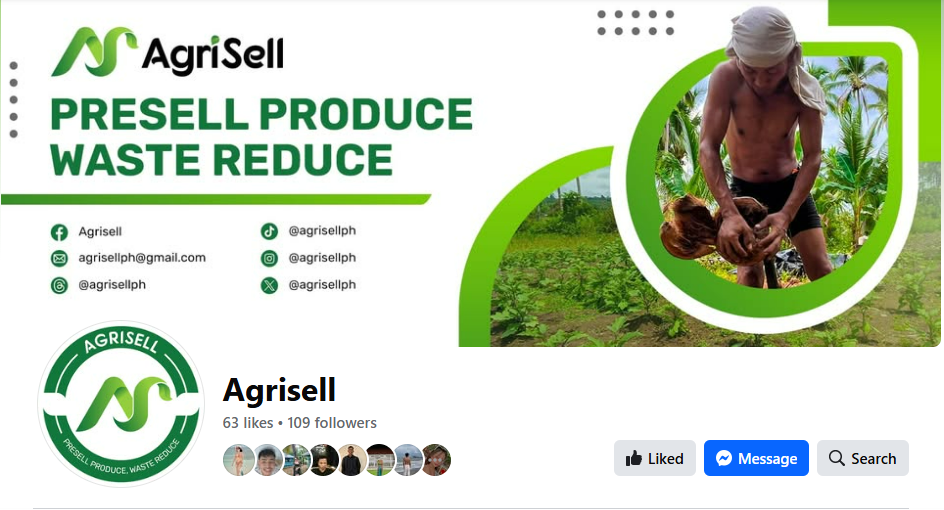 AgriSell
PRESELL PRODUCE
WASTE REDUCE
Agrisell
@agrisellph
agrisellph@gmail.com
@agrisellph
@agrisellph
@agrisellph
AGRISELL
PRESELL PRODUCE, WASTE REDUCE
Agrisell
63 likes • 109 followers
Liked
Message
Search